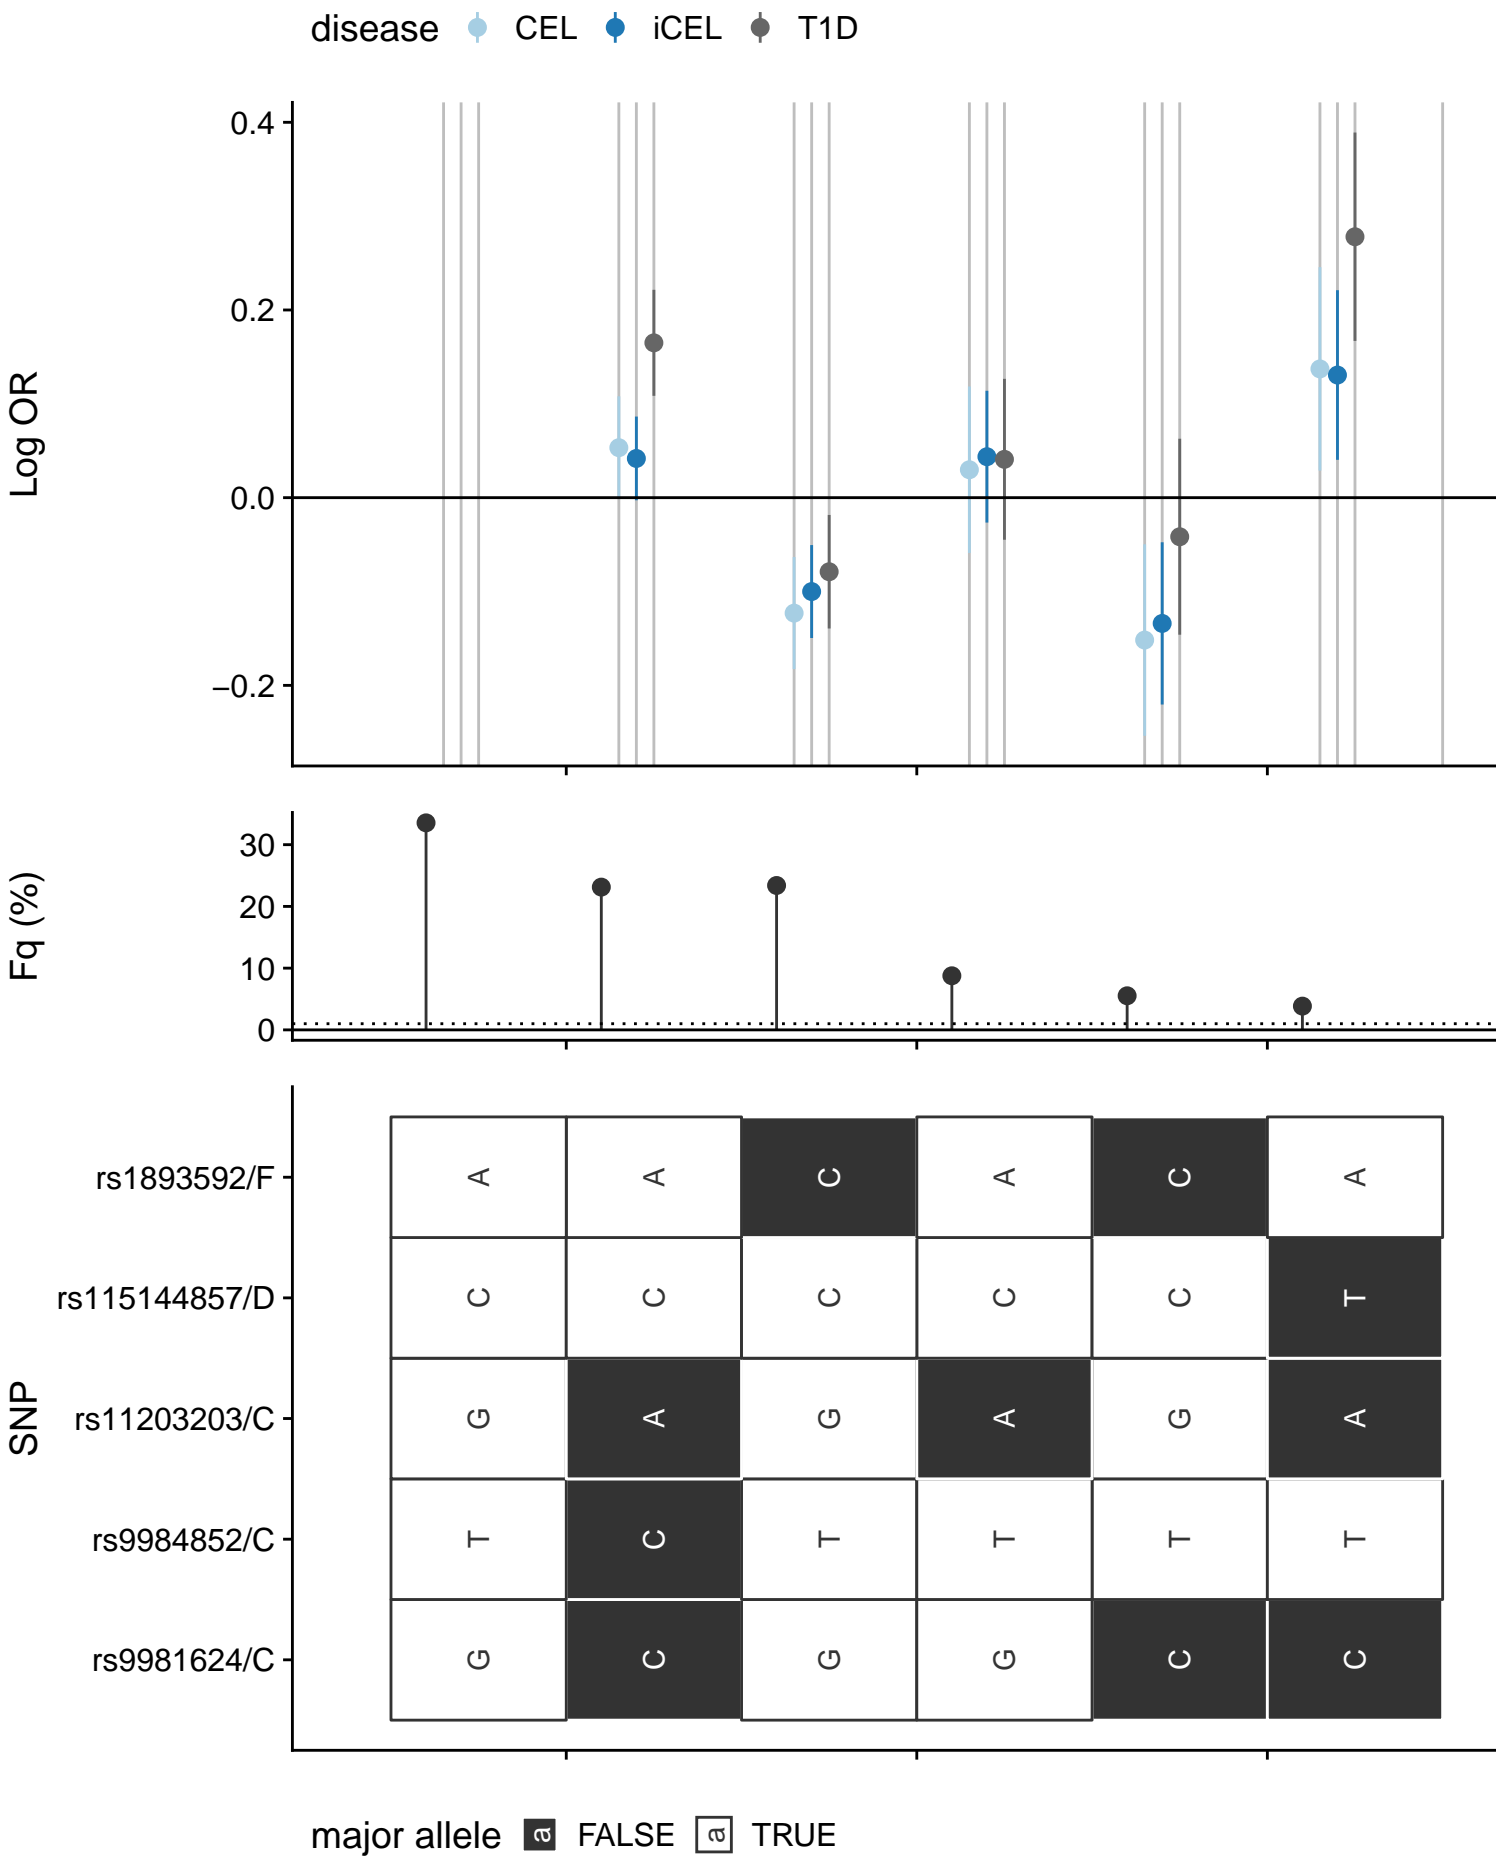 disease CEL iCEL T1D
0.4
0.2
0.0
−0.2
Log OR
30
20
10
0
Fq (%)
rs1893592/F A A C A C A
rs115144857/D C C C C C T
rs11203203/C G A G A G A
rs9984852/C T C T T T T
rs9981624/C G C G G C C
SNP
major allele a FALSE a TRUE